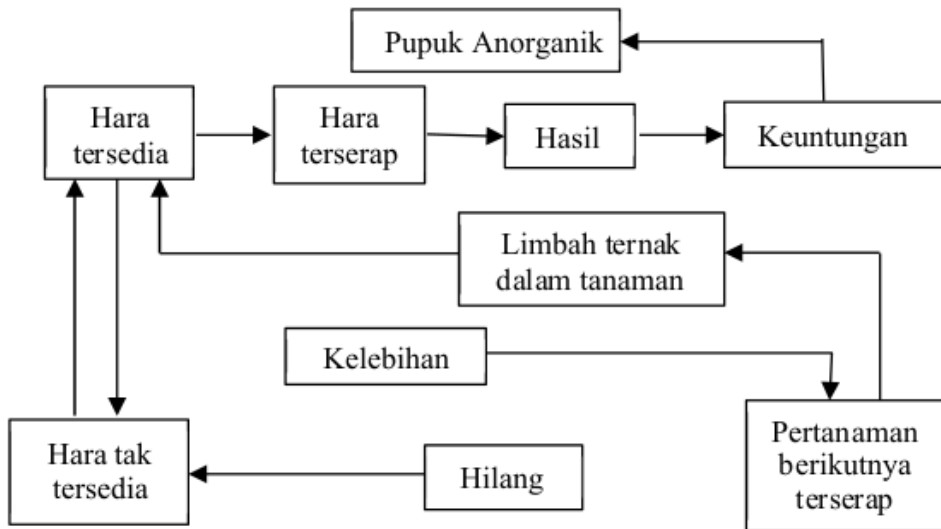 Pupuk Anorganik
Hara
tersedia
Hara
terserap
Hasil
Keuntungan
Limbah ternak
dalam tanaman
Kelebihan
Hara tak
tersedia
Hilang
Pertanaman
berikutnya
terserap